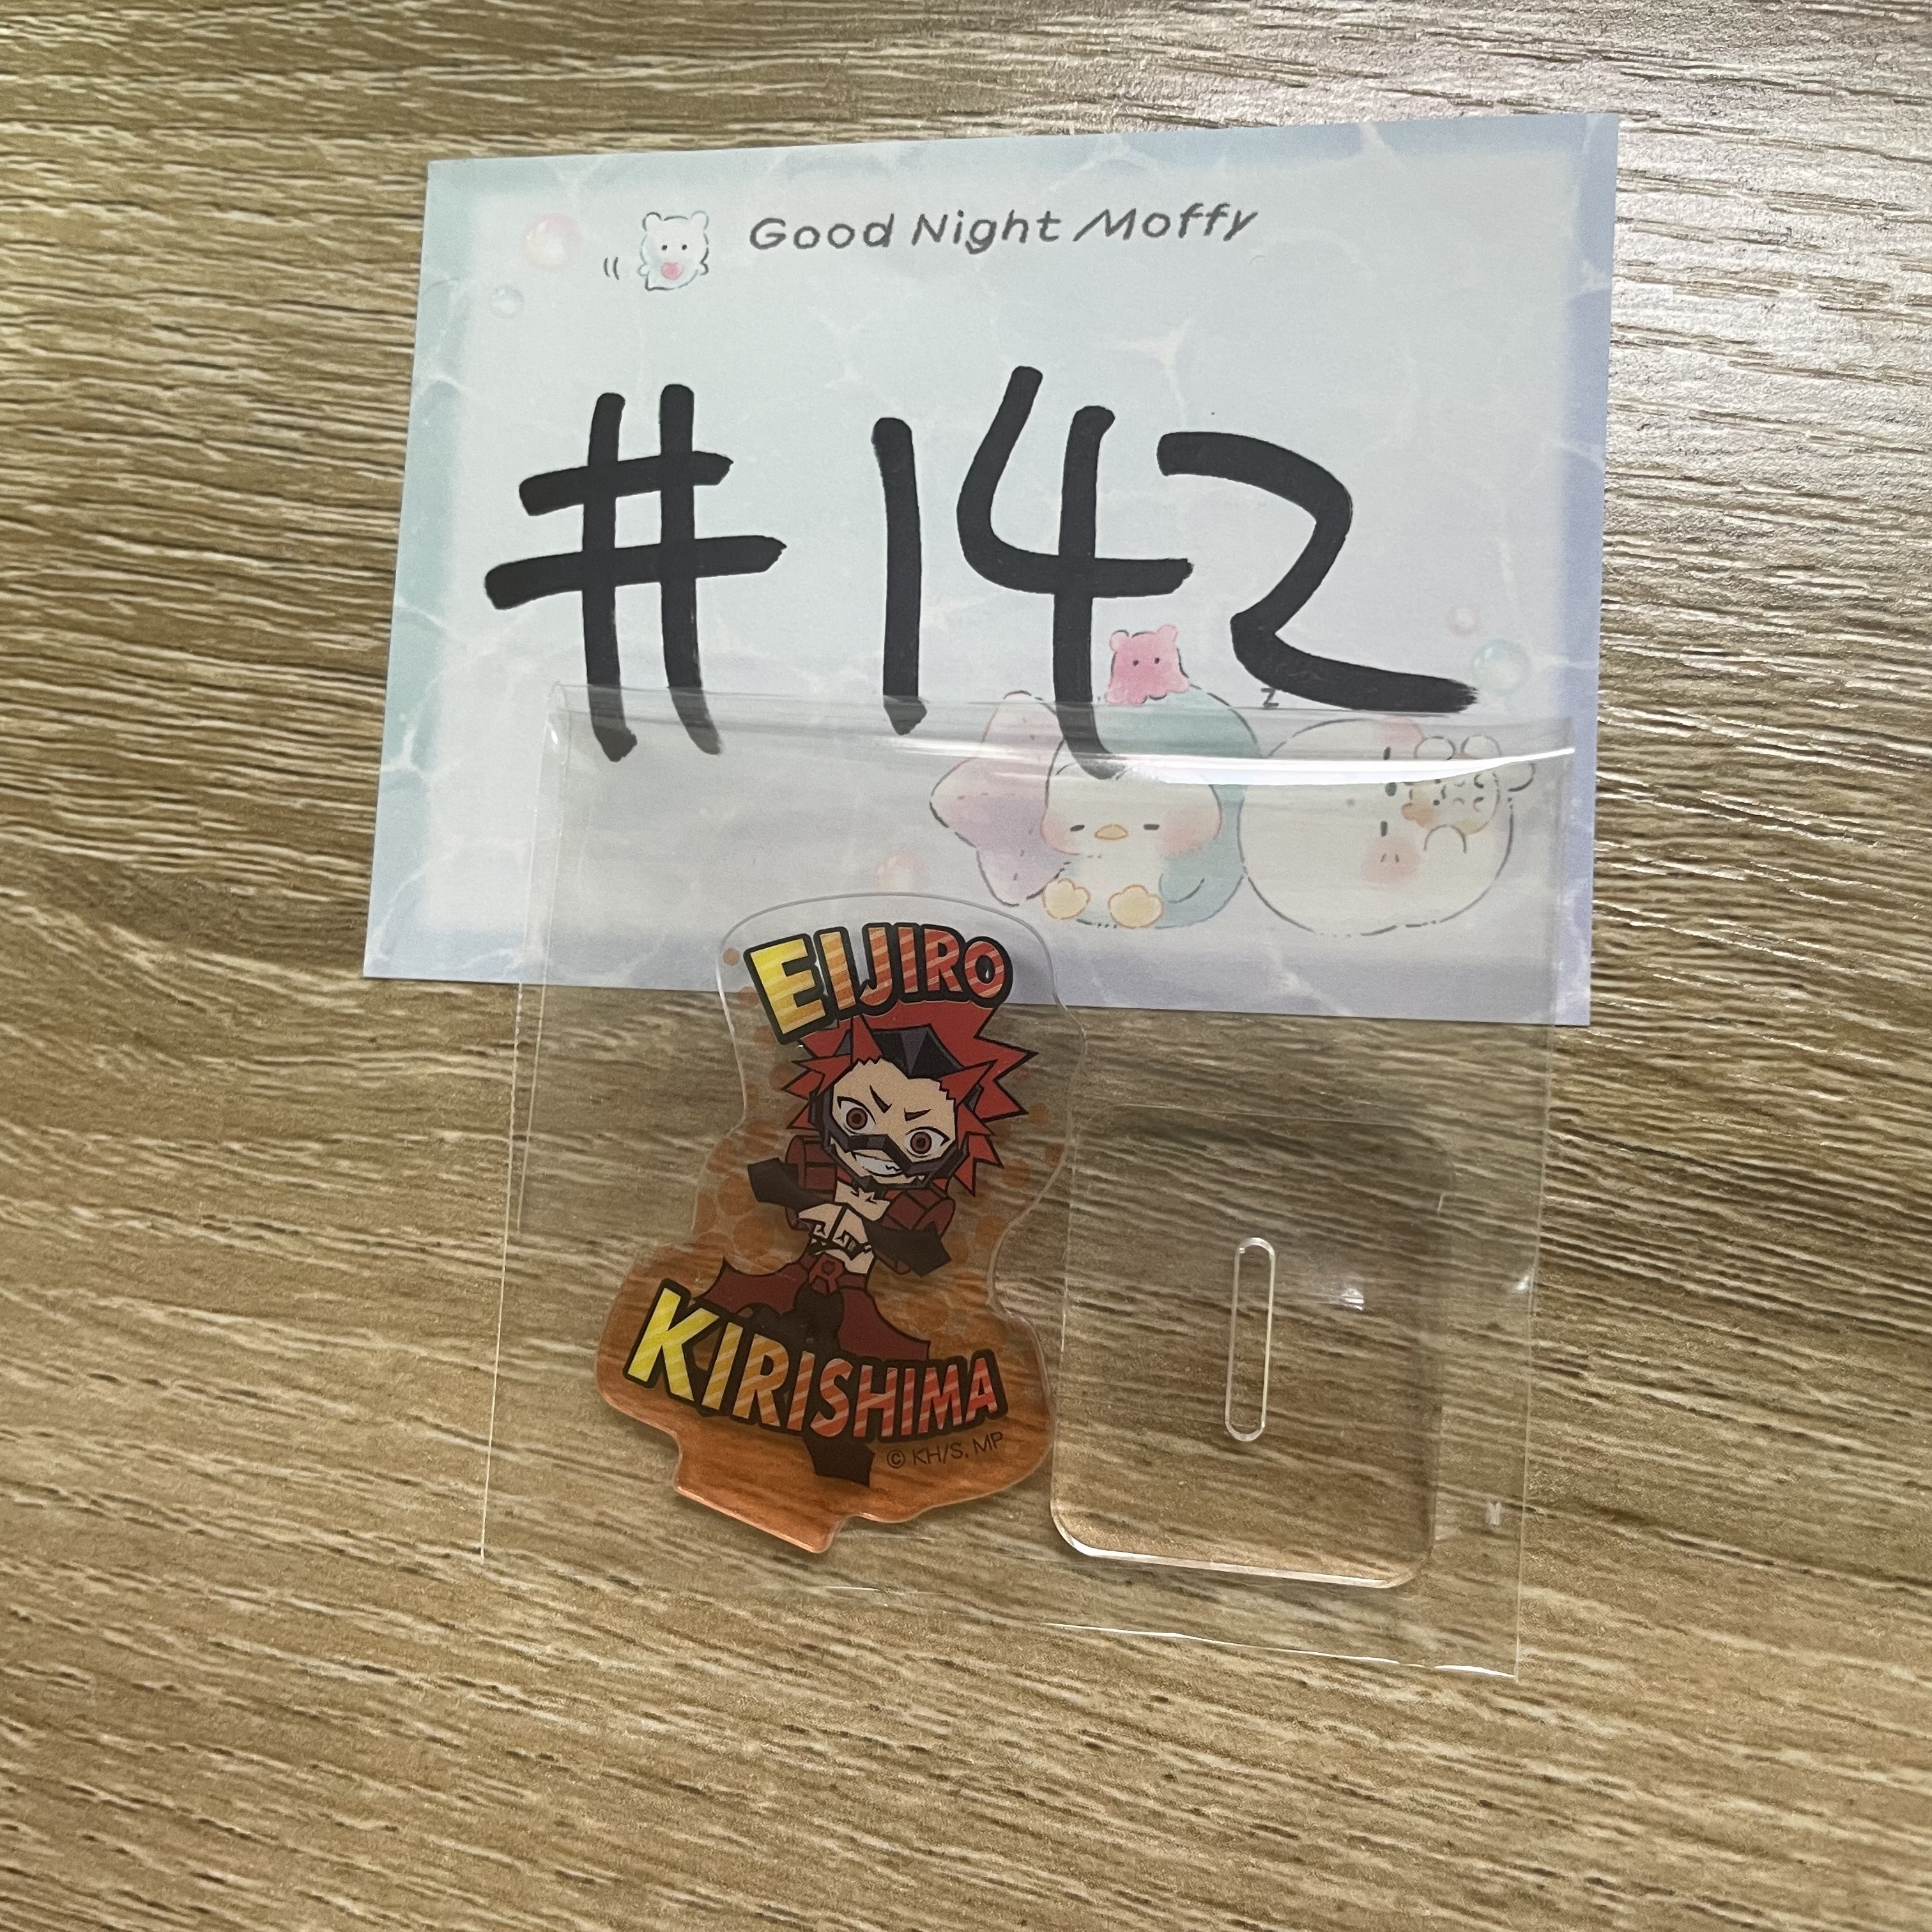 Good Night Moffy
#142
z
EIJIRO
R
KIRISHIMA
© KH/S, MP